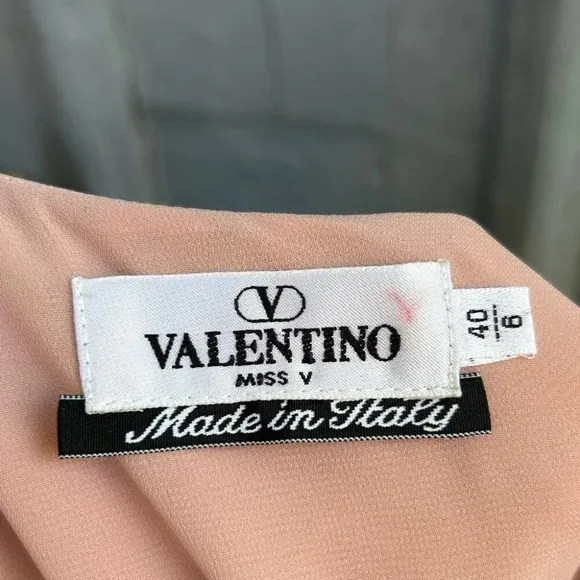 V
VALENTINO
MISS V
40
6
Made in Italy